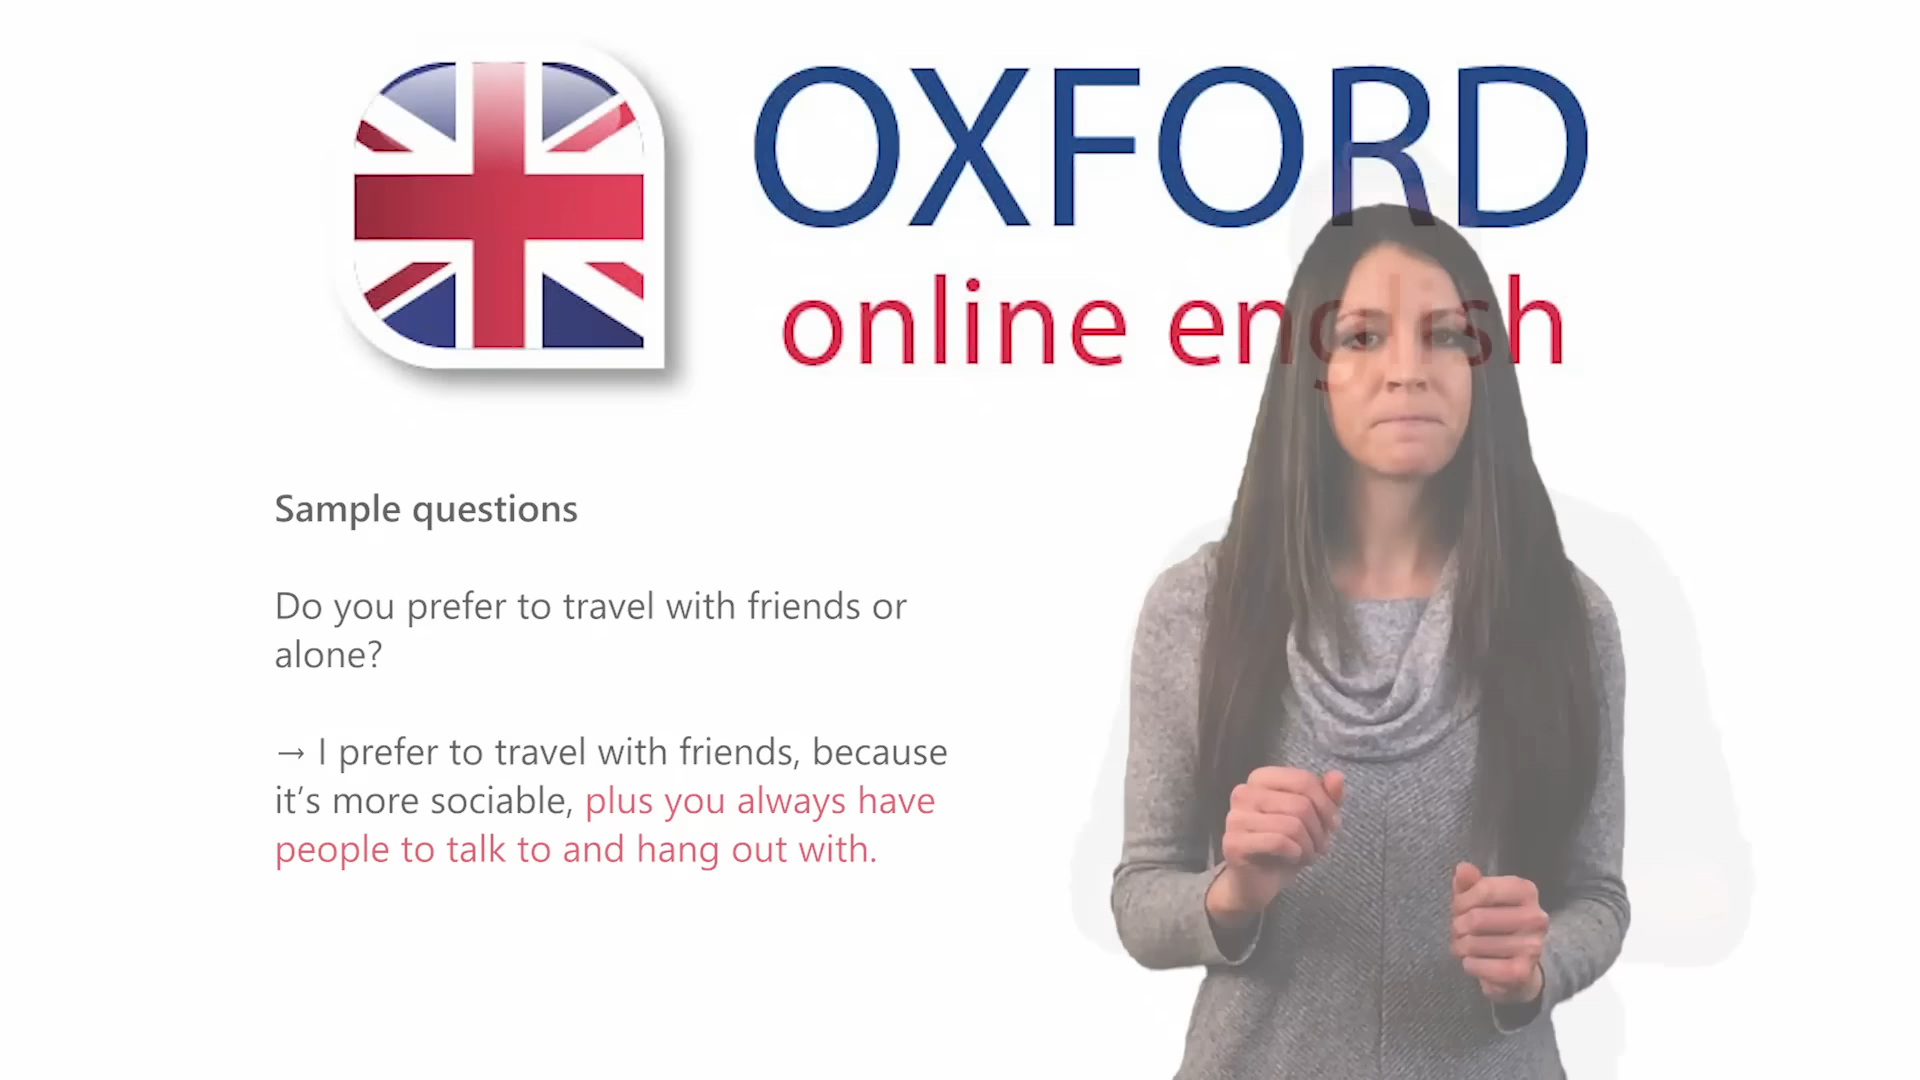 OXFORD
online english
Sample questions
Do you prefer to travel with friends or
alone?
→ I prefer to travel with friends, because
it’s more sociable, plus you always have
people to talk to and hang out with.